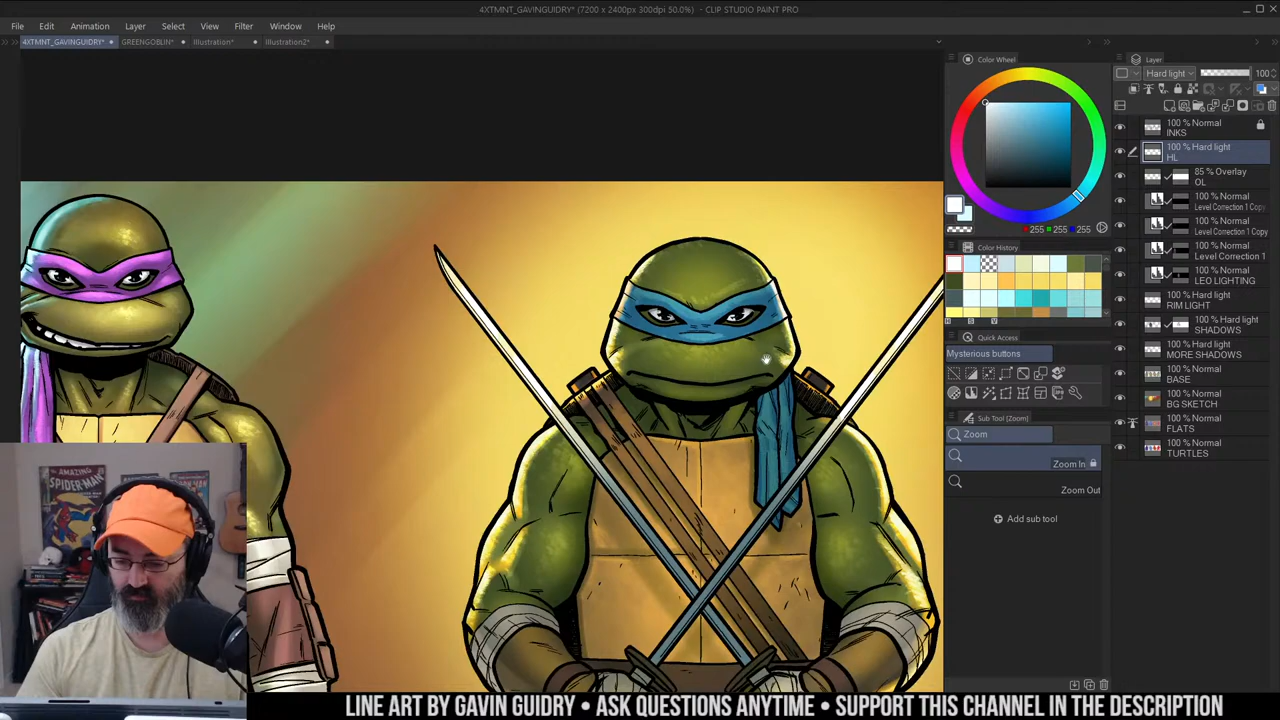 4XTMNT_GAVINGUIDRY* (7200 x 2400px 300dpi 50.0%) - CLIP STUDIO PAINT PRO
File Edit Animation Layer Select View Filter Window Help
4XTMNT_GAVINGUIDRY* GREENGOBLIN* Illustration* Illustration2*
Color Wheel
255 255 255
Color History
Quick Access
Mysterious buttons
Sub Tool [Zoom]
Zoom
Zoom In
Zoom Out
Add sub tool
Layer
Hard light 100
100 % Normal
INKS
100 % Hard light
HL
85 % Overlay
OL
100 % Normal
Level Correction 1 Copy
100 % Normal
Level Correction 1 Copy
100 % Normal
Level Correction 1
100 % Normal
LEO LIGHTING
100 % Hard light
RIM LIGHT
100 % Hard light
SHADOWS
100 % Hard light
MORE SHADOWS
100 % Normal
BASE
100 % Normal
BG SKETCH
100 % Normal
FLATS
100 % Normal
TURTLES
AMAZING
SPIDER-MAN
LINE ART BY GAVIN GUIDRY • ASK QUESTIONS ANYTIME • SUPPORT THIS CHANNEL IN THE DESCRIPTION